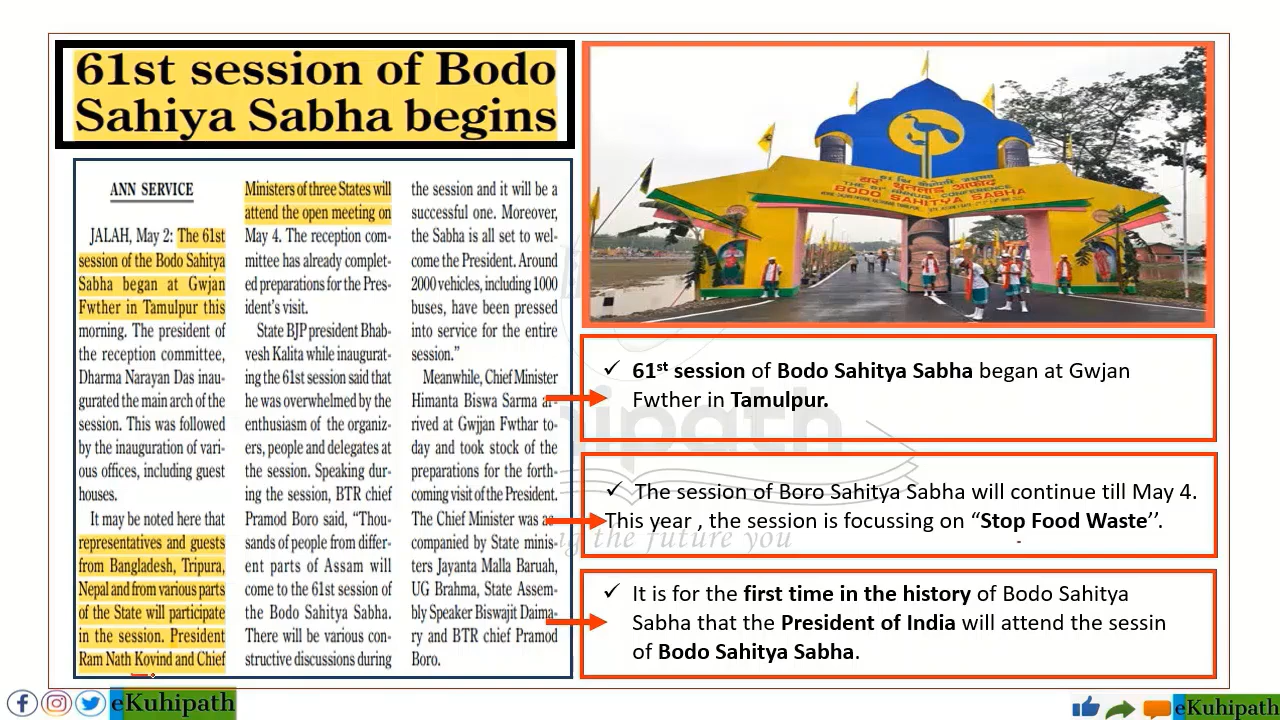 61st session of Bodo
Sahiya Sabha begins
ANN SERVICE
JALAH, May 2: The 61st
session of the Bodo Sahitya
Sabha began at Gwjan
Fwther in Tamulpur this
morning. The president of
the reception committee,
Dharma Narayan Das inau-
gurated the main arch of the
session. This was followed
by the inauguration of vari-
ous offices, including guest
houses.
It may be noted here that
representatives and guests
from Bangladesh, Tripura,
Nepal and from various parts
of the State will participate
in the session. President
Ram Nath Kovind and Chief
Ministers of three States will
attend the open meeting on
May 4. The reception com-
mittee has already complet-
ed preparations for the Pres-
ident's visit.
State BJP president Bhab-
vesh Kalita while inaugurat-
ing the 61st session said that
he was overwhelmed by the
enthusiasm of the organiz-
ers, people and delegates at
the session. Speaking dur-
ing the session, BTR chief
Pramod Boro said, “Thou-
sands of people from differ-
ent parts of Assam will
come to the 61st session of
the Bodo Sahitya Sabha.
There will be various con-
structive discussions during
the session and it will be a
successful one. Moreover,
the Sabha is all set to wel-
come the President. Around
2000 vehicles, including 1000
buses, have been pressed
into service for the entire
session.”
Meanwhile, Chief Minister
Himanta Biswa Sarma ar-
rived at Gwjjan Fwthar to-
day and took stock of the
preparations for the forth-
coming visit of the President.
The Chief Minister was ac-
companied by State minis-
ters Jayanta Malla Baruah,
UG Brahma, State Assem-
bly Speaker Biswajit Daima-
ry and BTR chief Pramod
Boro.
THE 61ST ANNUAL CONFERENCE
BODO SAHITYA SABHA
✓ 61st session of Bodo Sahitya Sabha began at Gwjan
Fwther in Tamulpur.
✓ The session of Boro Sahitya Sabha will continue till May 4.
This year , the session is focussing on “Stop Food Waste’’.
✓ It is for the first time in the history of Bodo Sahitya
Sabha that the President of India will attend the sessin
of Bodo Sahitya Sabha.
eKuhipath
eKuhipath